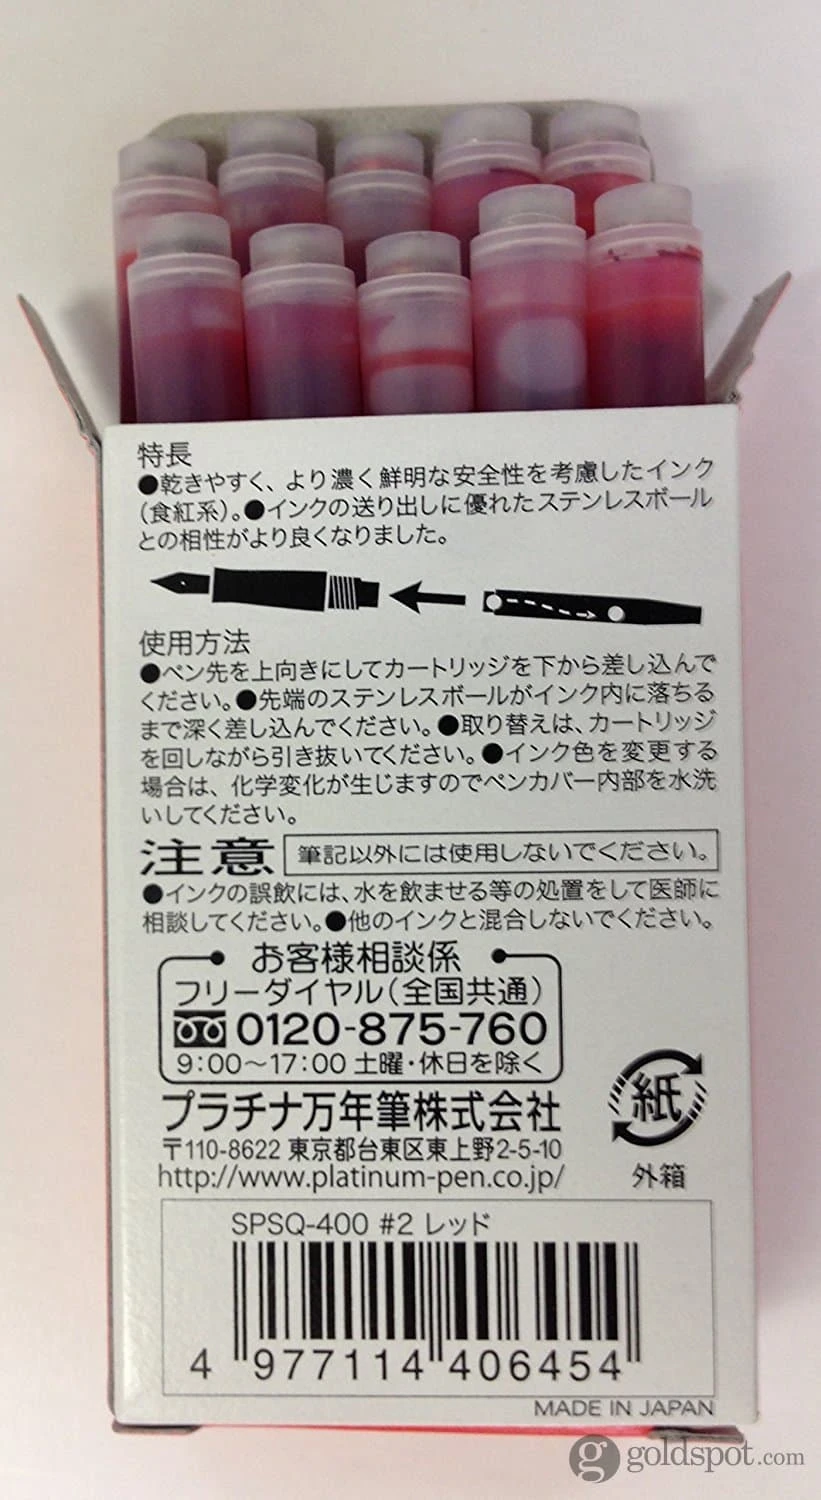 特長
●乾きやすく、より濃く鮮明な安全性を考慮したインク
(食紅系)。●インクの送り出しに優れたステンレスボール
との相性がより良くなりました。
使用方法
●ペン先を上向きにしてカートリッジを下から差し込んで
ください。●先端のステンレスボールがインク内に落ちる
まで深く差し込んでください。●取り替えは、カートリッジ
を回しながら引き抜いてください。●インク色を変更する
場合は、化学変化が生じますのでペンカバー内部を水洗
いしてください。
注意 筆記以外には使用しないでください。
●インクの誤飲には、水を飲ませる等の処置をして医師に
相談してください。●他のインクと混合しないでください。
お客様相談係
フリーダイヤル(全国共通)
0120-875-760
9:00〜17:00 土曜・休日を除く
プラチナ万年筆株式会社
〒110-8622 東京都台東区東上野2-5-10
http://www.platinum-pen.co.jp/
紙
外箱
SPSQ-400 #2 レッド
4 977114 406454
MADE IN JAPAN
g goldspot.com